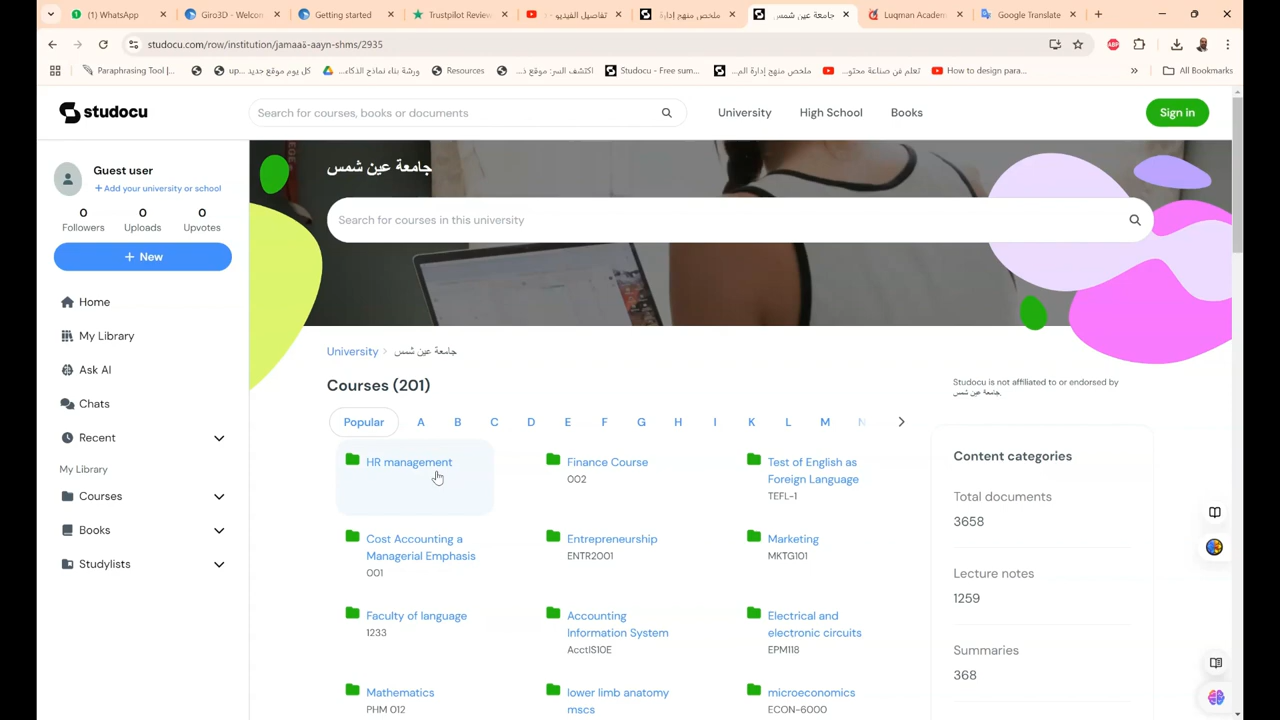 (1) WhatsApp
Giro3D - Welcon
Getting started
Trustpilot Review
تفاصيل الفيديو
ملخص منهج إدارة
جامعة عين شمس
Luqman Acader
Google Translate
studocu.com/row/institution/jamaaه-aayn-shms/2935
Paraphrasing Tool |...
كل يوم موقع جديد up...
ورشة بناء نماذج الذكاء...
Resources
اكتشف السر: موقع ذ...
Studocu - Free sum...
ملخص منهج إدارة الم...
تعلم فن صناعة محتو...
How to design para...
All Bookmarks
studocu
Search for courses, books or documents
University
High School
Books
Sign in
Guest user
+ Add your university or school
0 0 0
Followers Uploads Upvotes
+ New
Home
My Library
Ask AI
Chats
Recent
My Library
Courses
Books
Studylists
جامعة عين شمس
Search for courses in this university
University > جامعة عين شمس
Courses (201)
Popular A B C D E F G H I K L M N
HR management
Finance Course
002
Test of English as
Foreign Language
TEFL-1
Cost Accounting a
Managerial Emphasis
001
Entrepreneurship
ENTR2001
Marketing
MKTG101
Faculty of language
1233
Accounting
Information System
AcctIS10E
Electrical and
electronic circuits
EPM118
Mathematics
PHM 012
lower limb anatomy
mscs
microeconomics
ECON-6000
Studocu is not affiliated to or endorsed by
جامعة عين شمس.
Content categories
Total documents
3658
Lecture notes
1259
Summaries
368